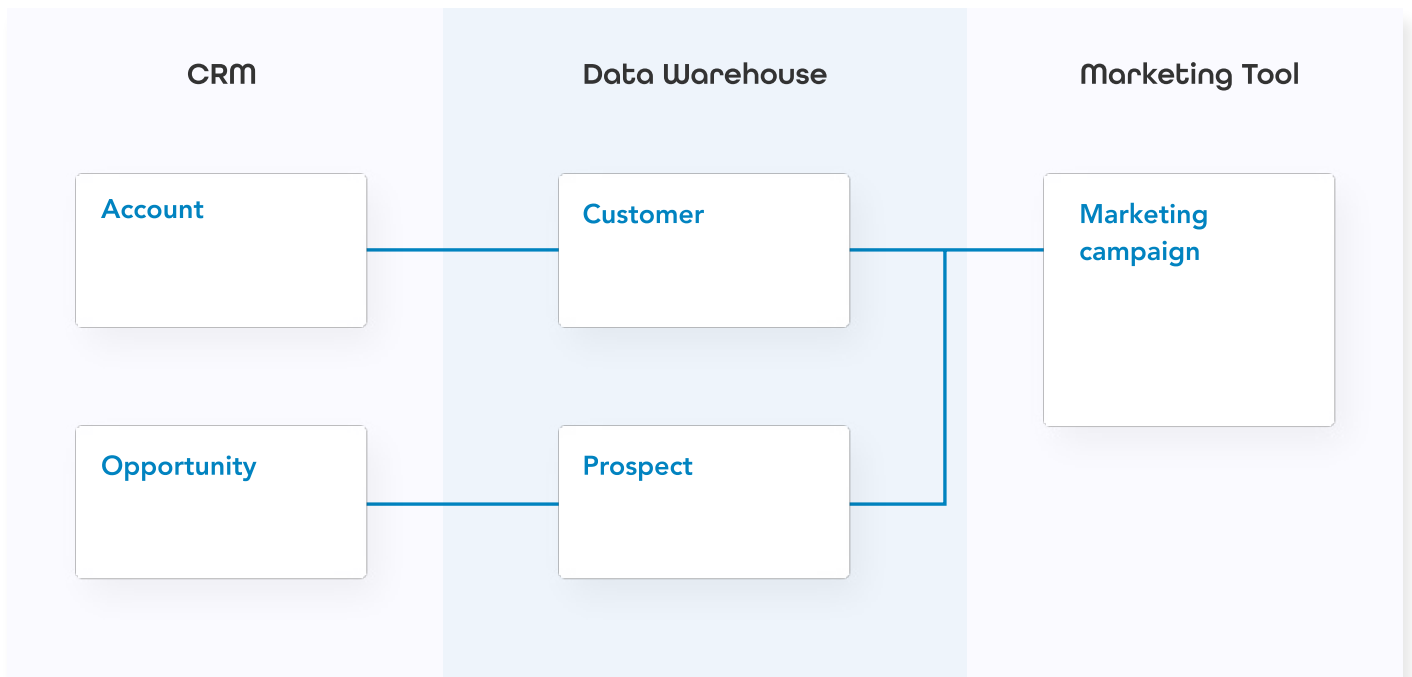 CRM
Data Warehouse
Marketing Tool
Account
Customer
Marketing
campaign
Opportunity
Prospect